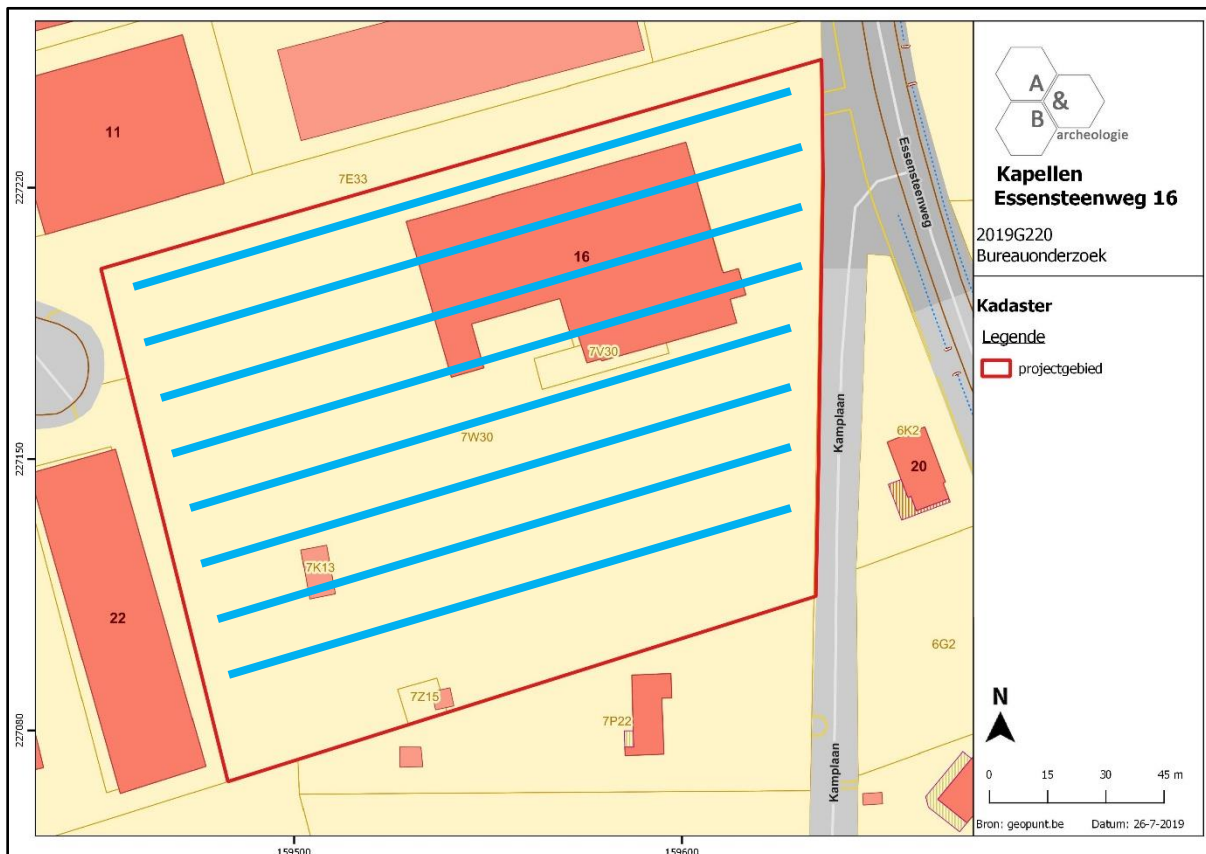 11
7E33
16
7V30
7W30
7K13
22
7Z15
7P22
Essensteenweg
Kamplaan
Kamplaan
6K2
20
6G2
227220
227150
227080
159500
159600
A
&
B
archeologie
Kapellen
Essensteenweg 16
2019G220
Bureauonderzoek
Kadaster
Legende
projectgebied
N
0 15 30 45 m
Bron: geopunt.be Datum: 26-7-2019